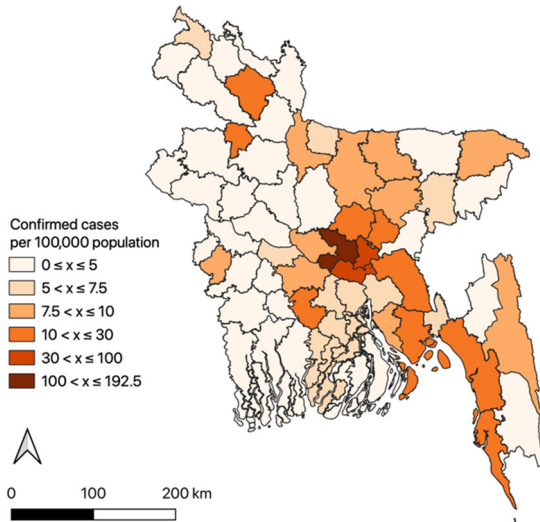 Confirmed cases
per 100,000 population
0 ≤ x ≤ 5
5 < x ≤ 7.5
7.5 < x ≤ 10
10 < x ≤ 30
30 < x ≤ 100
100 < x ≤ 192.5
0 100 200 km